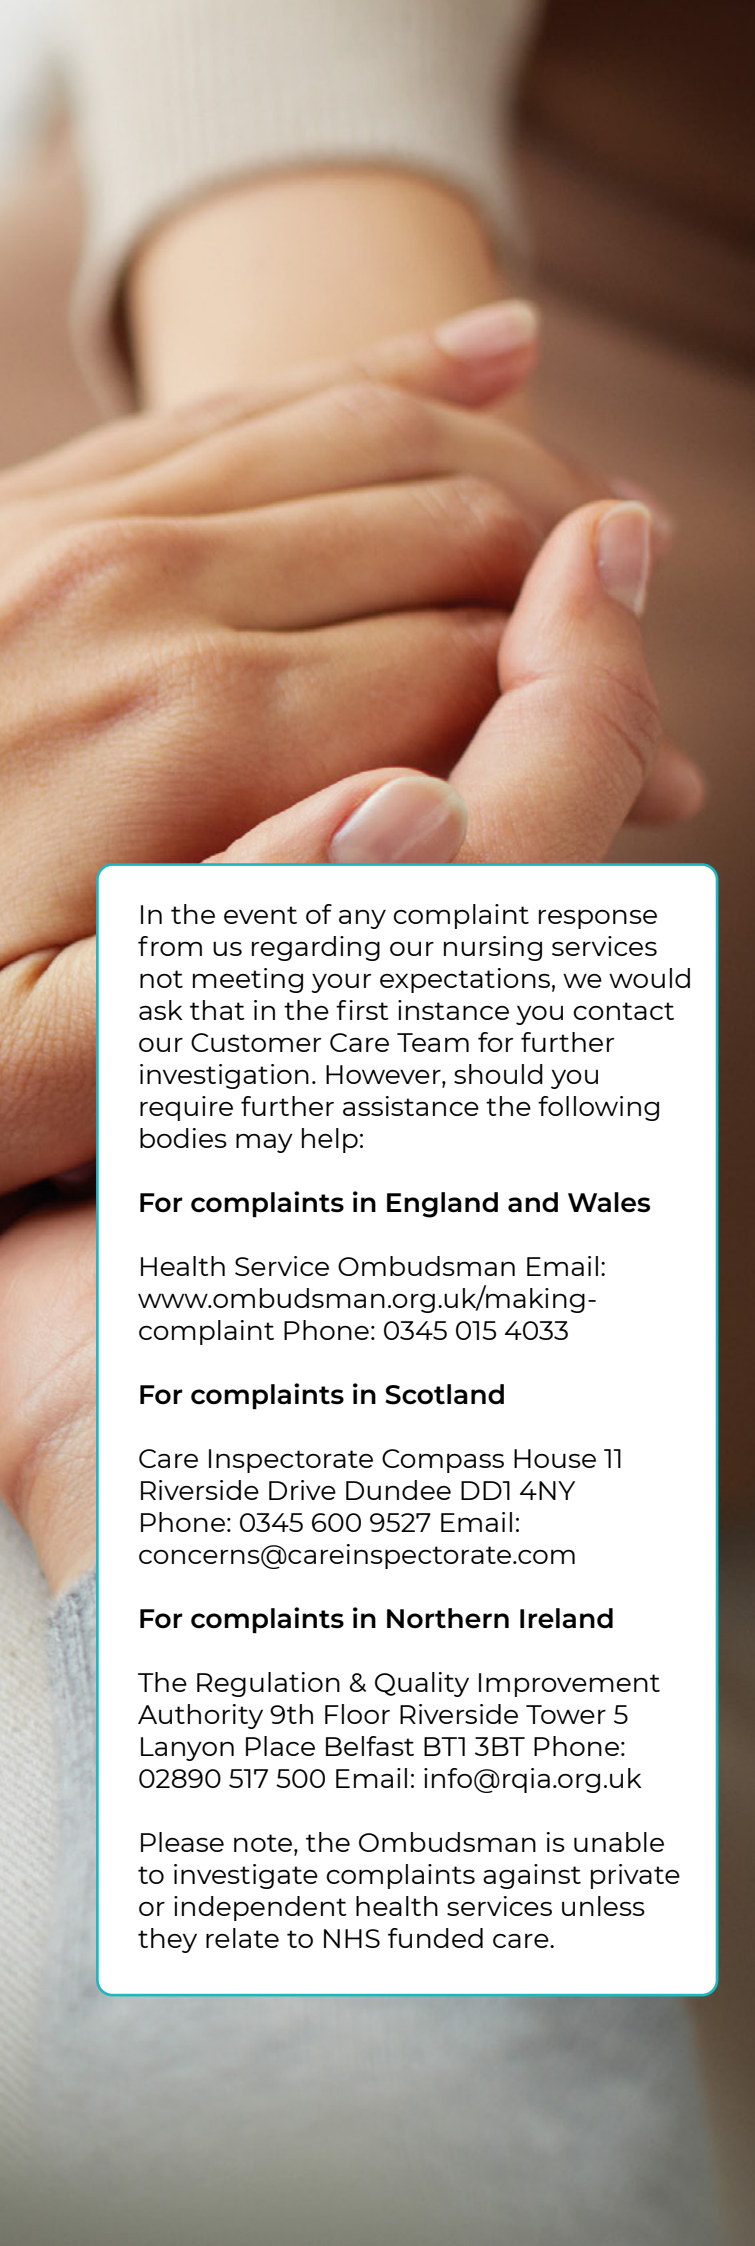 In the event of any complaint response
from us regarding our nursing services
not meeting your expectations, we would
ask that in the first instance you contact
our Customer Care Team for further
investigation. However, should you
require further assistance the following
bodies may help:
For complaints in England and Wales
Health Service Ombudsman Email:
www.ombudsman.org.uk/making-
complaint Phone: 0345 015 4033
For complaints in Scotland
Care Inspectorate Compass House 11
Riverside Drive Dundee DD1 4NY
Phone: 0345 600 9527 Email:
concerns@careinspectorate.com
For complaints in Northern Ireland
The Regulation & Quality Improvement
Authority 9th Floor Riverside Tower 5
Lanyon Place Belfast BT1 3BT Phone:
02890 517 500 Email: info@rqia.org.uk
Please note, the Ombudsman is unable
to investigate complaints against private
or independent health services unless
they relate to NHS funded care.